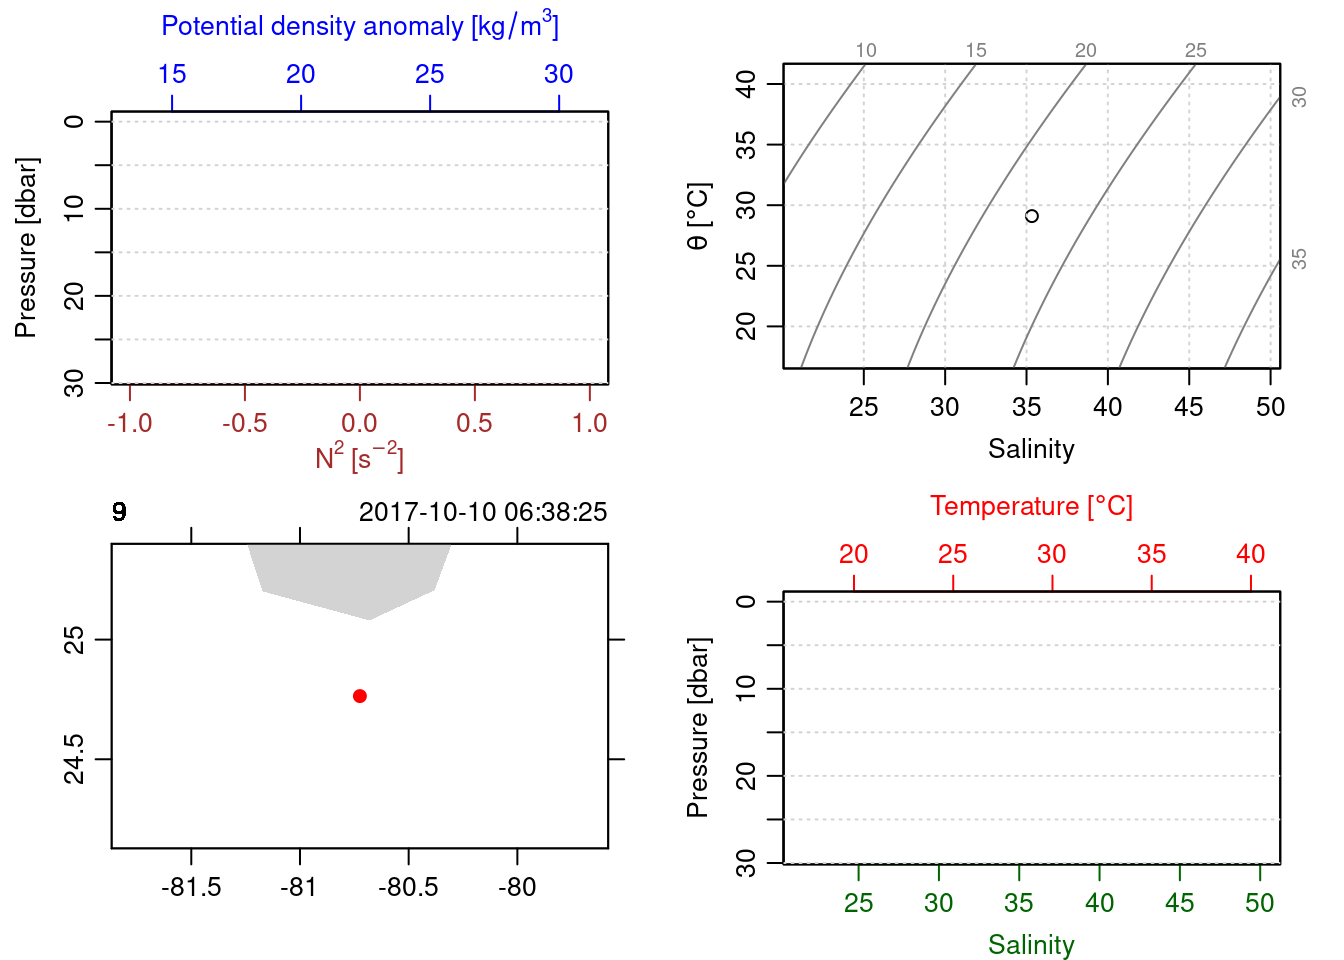 Potential density anomaly [kg/m³]
15 20 25 30
0
10
20
30
Pressure [dbar]
-1.0 -0.5 0.0 0.5 1.0
N² [s⁻²]
10 15 20 25
30
35
40
35
30
25
20
θ [°C]
25 30 35 40 45 50
Salinity
9 2017-10-10 06:38:25
25
24.5
-81.5 -81 -80.5 -80
Temperature [°C]
20 25 30 35 40
0
10
20
30
Pressure [dbar]
25 30 35 40 45 50
Salinity